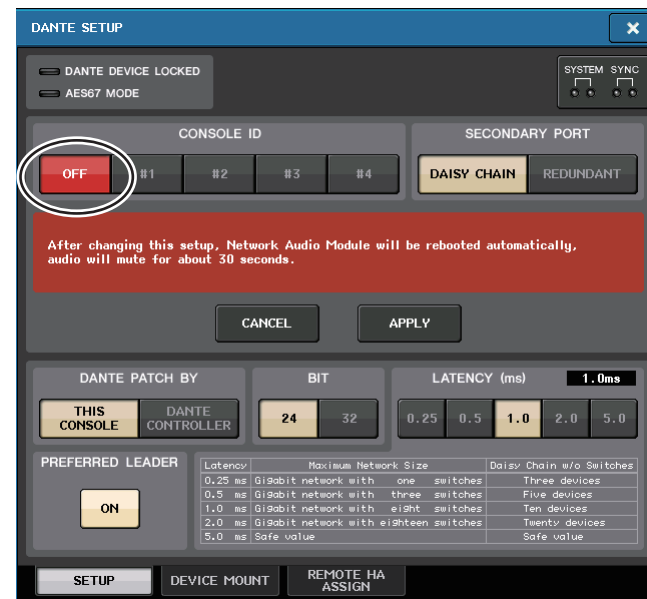 DANTE SETUP
DANTE DEVICE LOCKED
AES67 MODE
SYSTEM SYNC
CONSOLE ID
OFF #1 #2 #3 #4
SECONDARY PORT
DAISY CHAIN REDUNDANT
After changing this setup, Network Audio Module will be rebooted automatically,
audio will mute for about 30 seconds.
CANCEL APPLY
DANTE PATCH BY
THIS
CONSOLE
DANTE
CONTROLLER
BIT
24 32
LATENCY (ms) 1.0ms
0.25 0.5 1.0 2.0 5.0
PREFERRED LEADER
ON
Latency Maximum Network Size Daisy Chain w/o Switches
0.25 ms Gigabit network with one switches Three devices
0.5 ms Gigabit network with three switches Five devices
1.0 ms Gigabit network with eight switches Ten devices
2.0 ms Gigabit network with eighteen switches Twenty devices
5.0 ms Safe value Safe value
SETUP
DEVICE MOUNT
REMOTE HA
ASSIGN